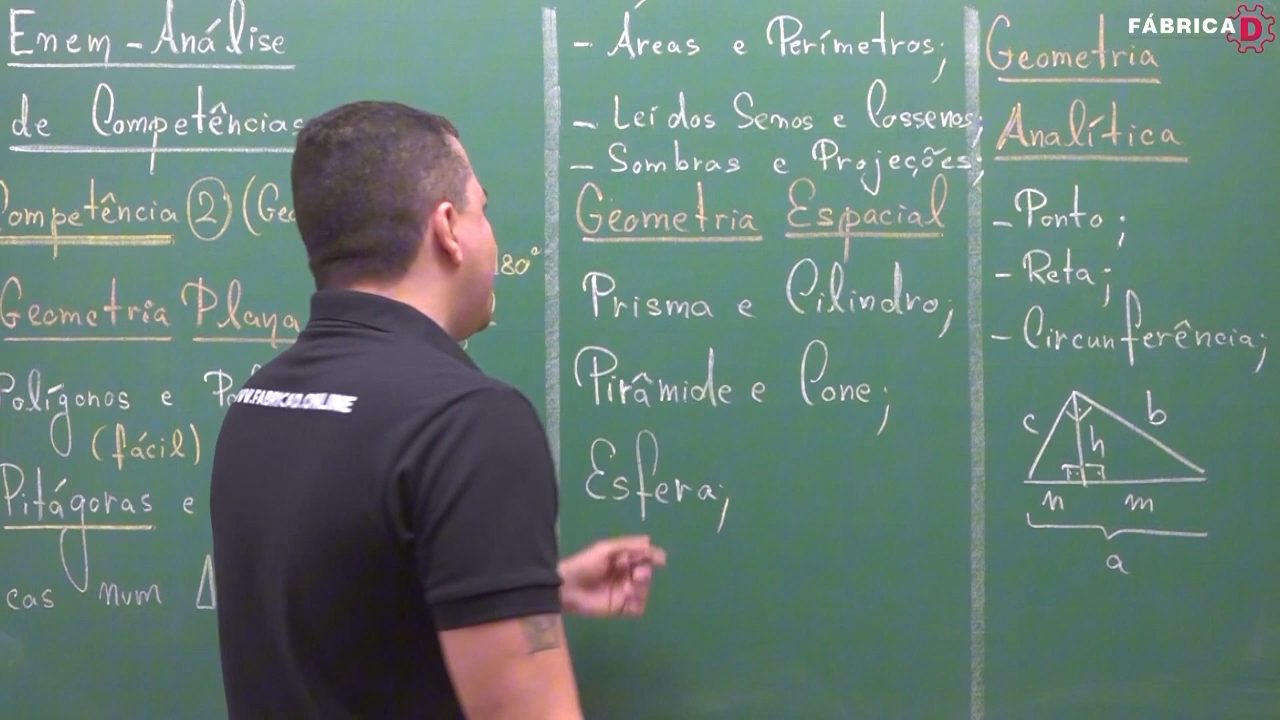 Enem - Análise
de Competências
Competência 2 (Geo
180°
Geometria Plana
Polígonos e Po
(fácil)
Pitágoras e
cas num Δ
- Áreas e Perímetros;
- Lei dos Senos e Cossenos;
- Sombras e Projeções;
Geometria Espacial
Prisma e Cilindro;
Pirâmide e Cone;
Esfera;
Geometria
Analítica
- Ponto;
- Reta;
- Circunferência;
c b
h
n m
a
FÁBRICA D
WW.FABRICAD.ONLINE